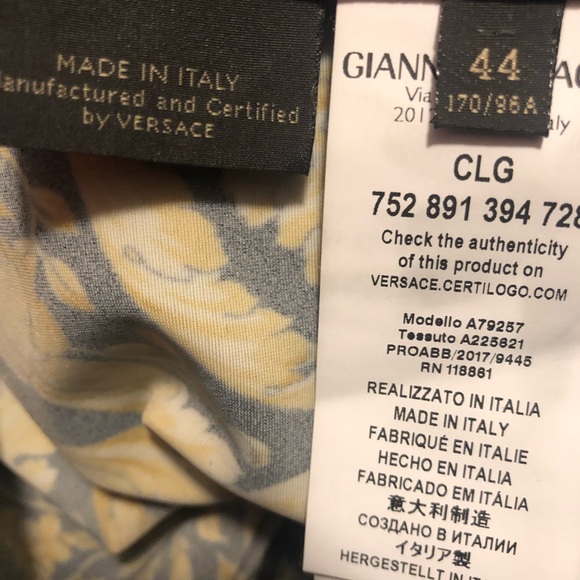 MADE IN ITALY
Manufactured and Certified
by VERSACE
44
170/96A
CLG
752 891 394 728
Check the authenticity
of this product on
VERSACE.CERTILOGO.COM
Modello A79257
Tessuto A225621
PROABB/2017/9445
RN 118861
REALIZZATO IN ITALIA
MADE IN ITALY
FABRIQUÉ EN ITALIE
HECHO EN ITALIA
FABRICADO EM ITÁLIA
意大利制造
СОЗДАНО В ИТАЛИИ
イタリア製
HERGESTELLT IN